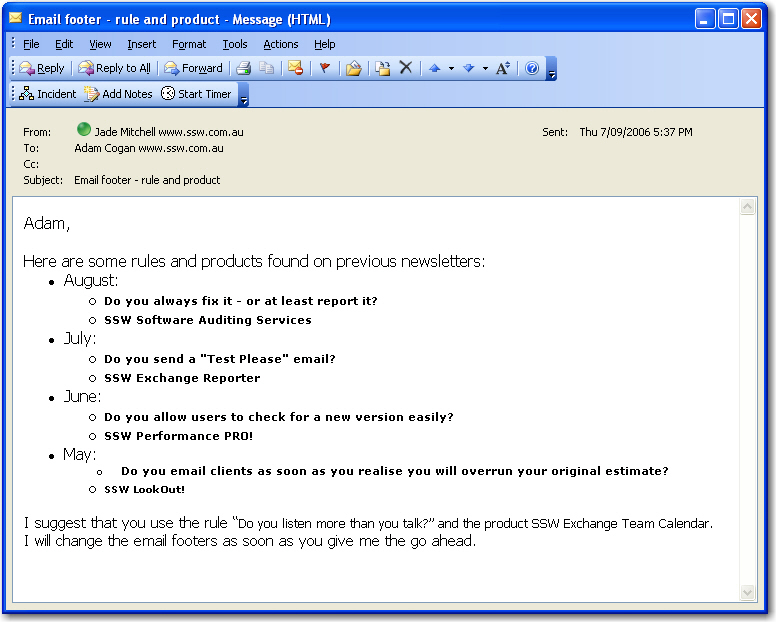 Email footer - rule and product - Message (HTML)
File Edit View Insert Format Tools Actions Help
Reply Reply to All Forward
Incident Add Notes Start Timer
From: Jade Mitchell www.ssw.com.au Sent: Thu 7/09/2006 5:37 PM
To: Adam Cogan www.ssw.com.au
Cc:
Subject: Email footer - rule and product
Adam,
Here are some rules and products found on previous newsletters:
• August:
o Do you always fix it - or at least report it?
o SSW Software Auditing Services
• July:
o Do you send a "Test Please" email?
o SSW Exchange Reporter
• June:
o Do you allow users to check for a new version easily?
o SSW Performance PRO!
• May:
o Do you email clients as soon as you realise you will overrun your original estimate?
o SSW LookOut!
I suggest that you use the rule “Do you listen more than you talk?” and the product SSW Exchange Team Calendar.
I will change the email footers as soon as you give me the go ahead.